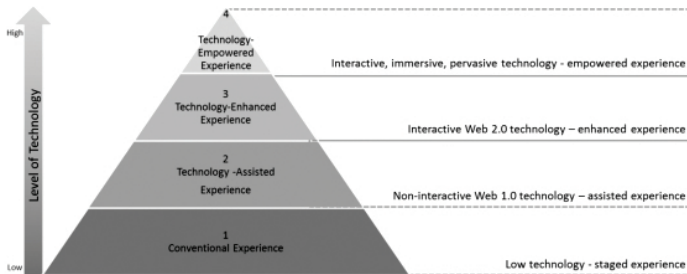 High
Level of Technology
Low
4
Technology-
Empowered
Experience
3
Technology-Enhanced
Experience
2
Technology -Assisted
Experience
1
Conventional Experience
Interactive, immersive, pervasive technology - empowered experience
Interactive Web 2.0 technology – enhanced experience
Non-interactive Web 1.0 technology – assisted experience
Low technology - staged experience